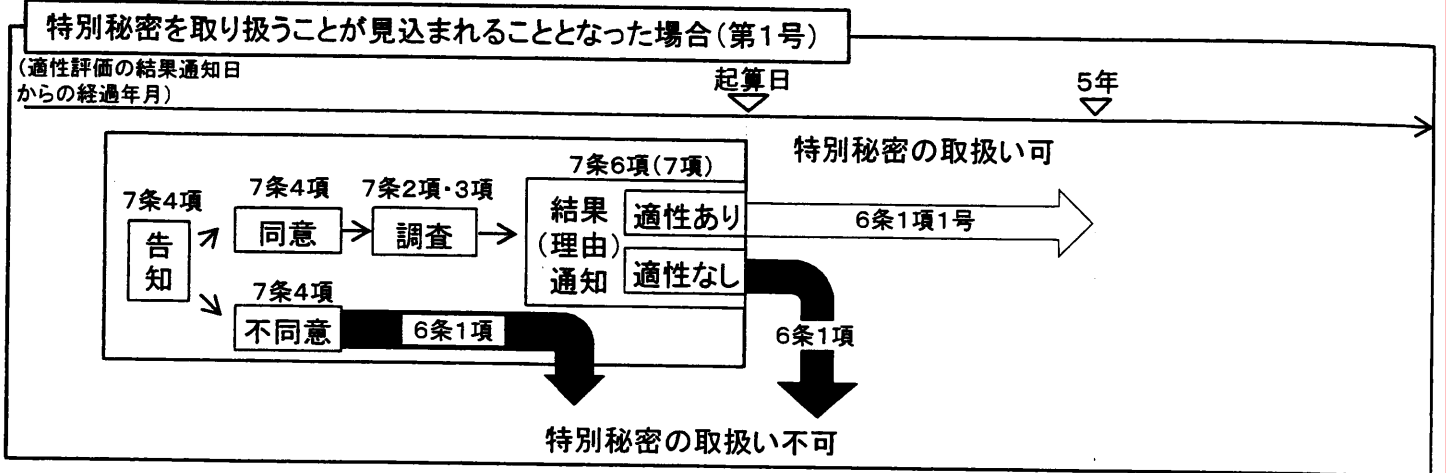 特別秘密を取り扱うことが見込まれることとなった場合(第1号)
(適性評価の結果通知日
からの経過年月)
起算日
5年
特別秘密の取扱い可
7条4項
告
知
7条4項
同意
7条2項・3項
調査
7条6項(7項)
結果
(理由)
通知
適性あり
適性なし
6条1項1号
7条4項
不同意
6条1項
6条1項
特別秘密の取扱い不可